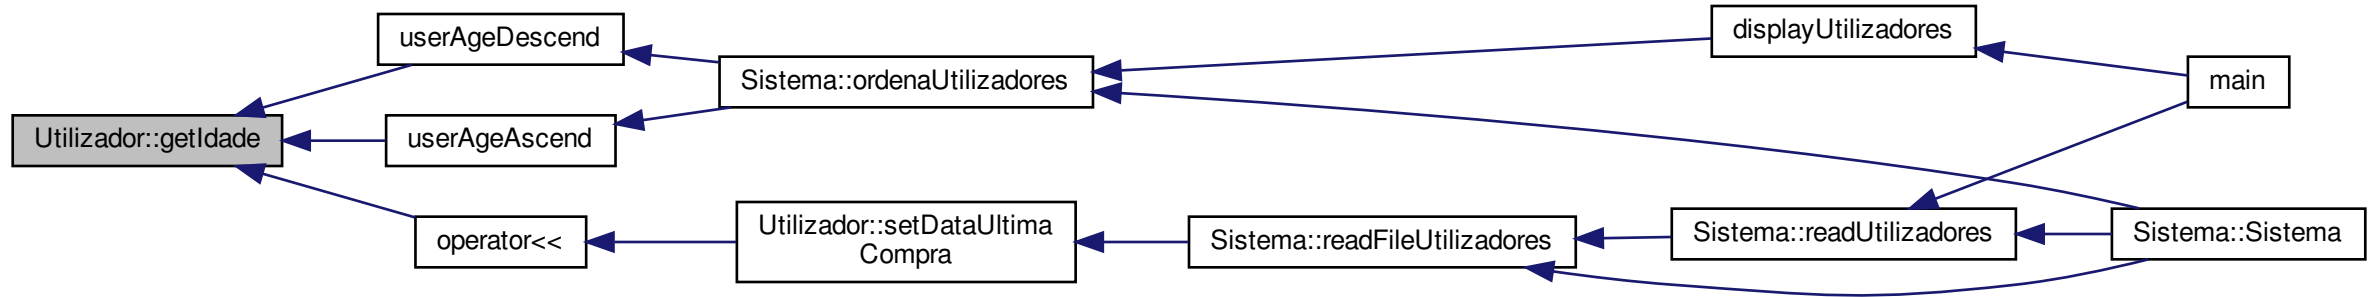 Utilizador::getIdade
userAgeDescend
userAgeAscend
operator<<
Sistema::ordenaUtilizadores
Utilizador::setDataUltima
Compra
Sistema::readFileUtilizadores
displayUtilizadores
Sistema::readUtilizadores
main
Sistema::Sistema